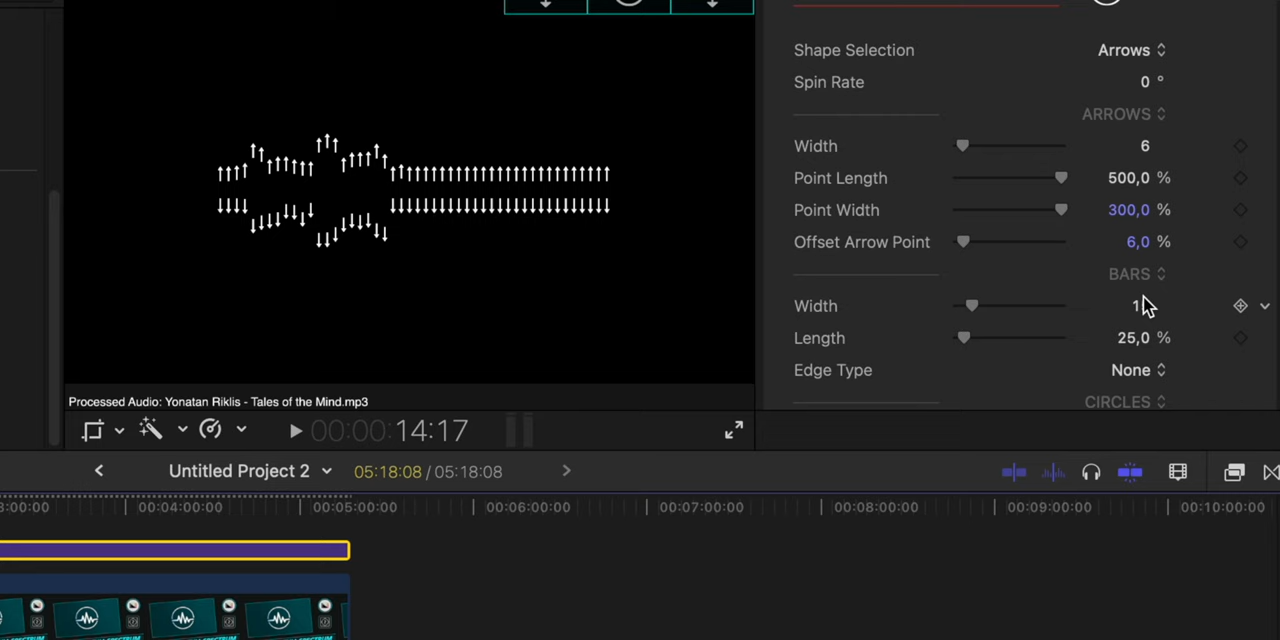 Shape Selection Arrows
Spin Rate 0 °
ARROWS
Width 6
Point Length 500,0 %
Point Width 300,0 %
Offset Arrow Point 6,0 %
BARS
Width
Length 25,0 %
Edge Type None
CIRCLES
Processed Audio: Yonatan Riklis - Tales of the Mind.mp3
00:00:14:17
Untitled Project 2 05:18:08 / 05:18:08
00:04:00:00 00:05:00:00 00:06:00:00 00:07:00:00 00:08:00:00 00:09:00:00 00:10:00:00